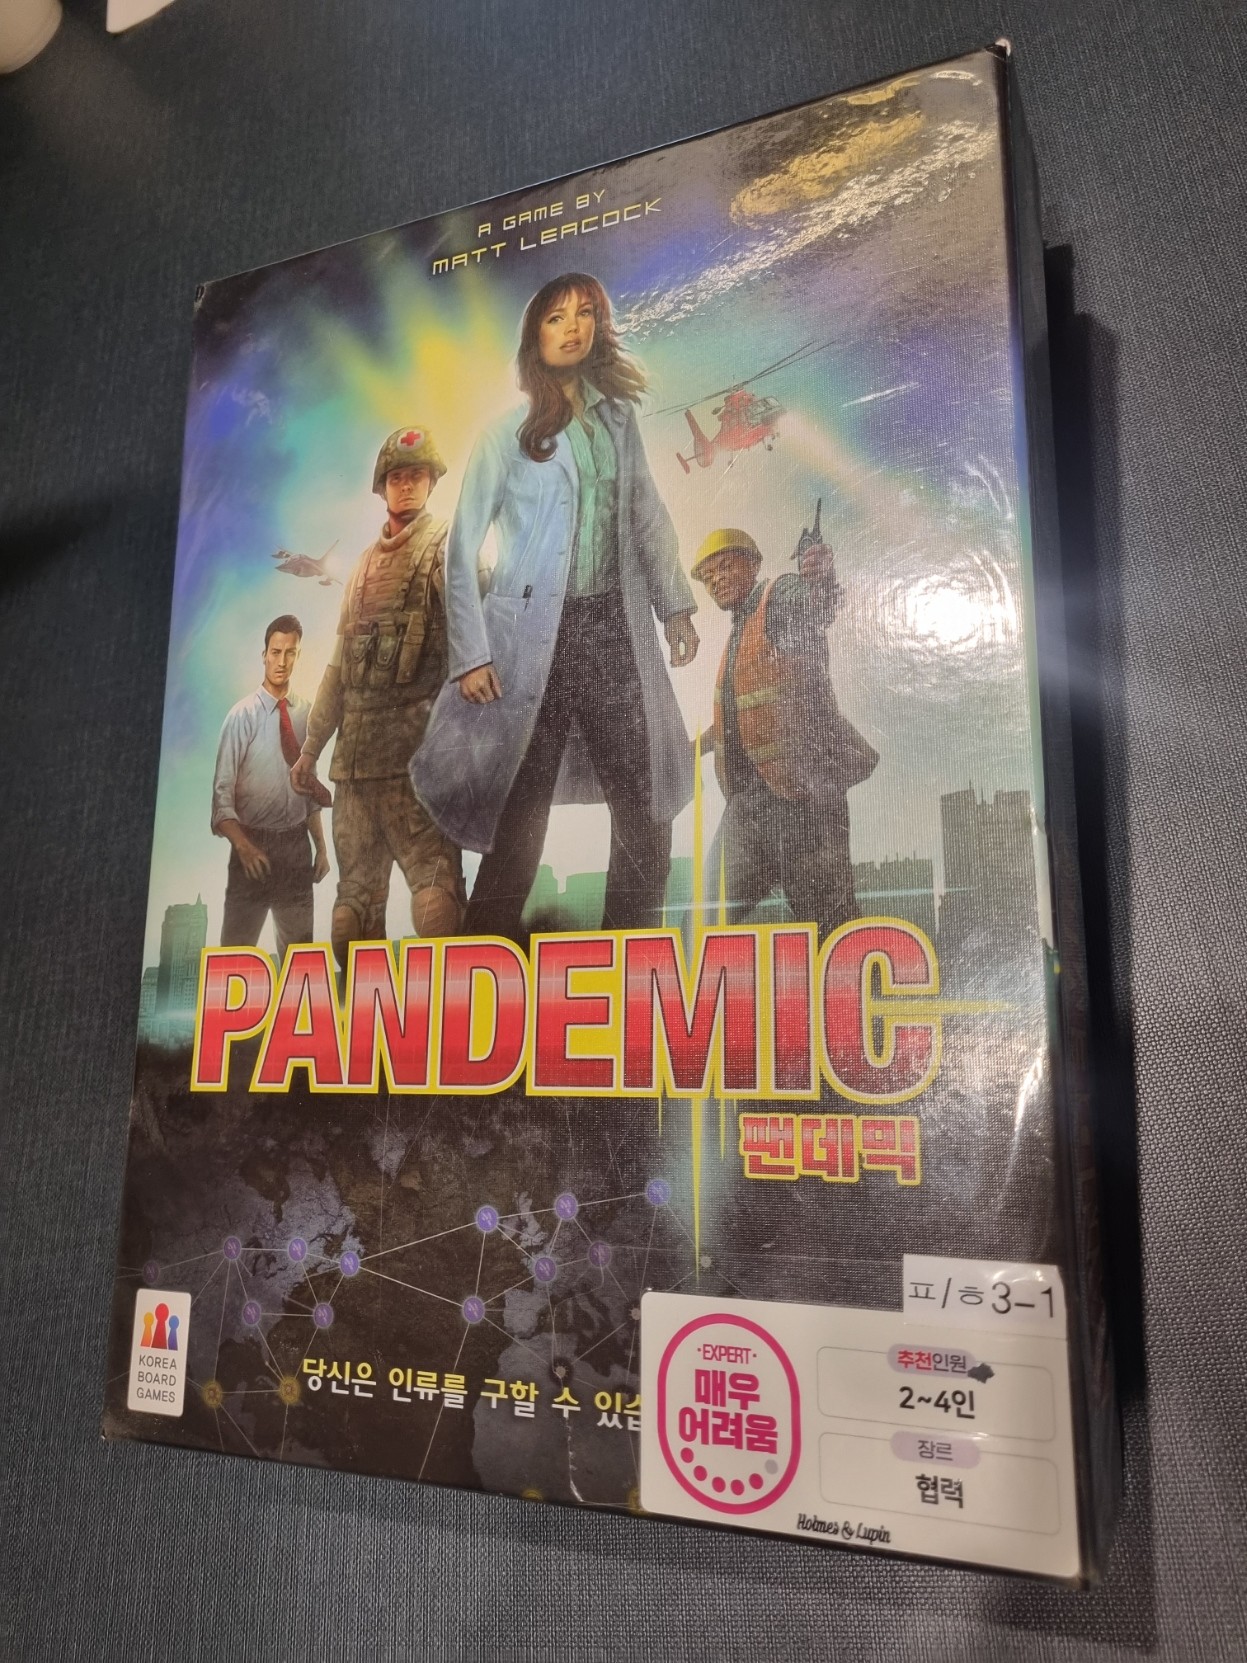 A GAME BY
MATT LEACOCK
PANDEMIC
팬데믹
KOREA
BOARD
GAMES
당신은 인류를 구할 수 있습
ㅍ/ㅎ3-1
·EXPERT·
매우
어려움
추천인원
2~4인
장르
협력
Holmes & Lupin